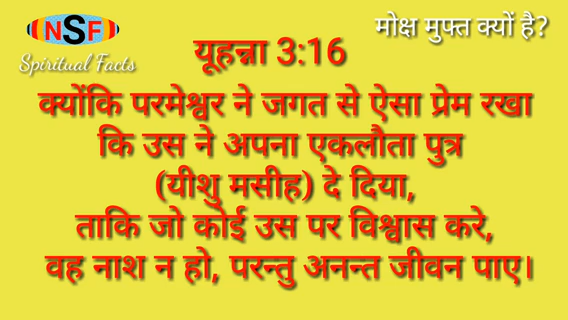 NSF
Spiritual Facts
मोक्ष मुफ्त क्यों है?
यूहन्ना 3:16
क्योंकि परमेश्वर ने जगत से ऐसा प्रेम रखा
कि उस ने अपना एकलौता पुत्र
(यीशु मसीह) दे दिया,
ताकि जो कोई उस पर विश्वास करे,
वह नाश न हो, परन्तु अनन्त जीवन पाए।